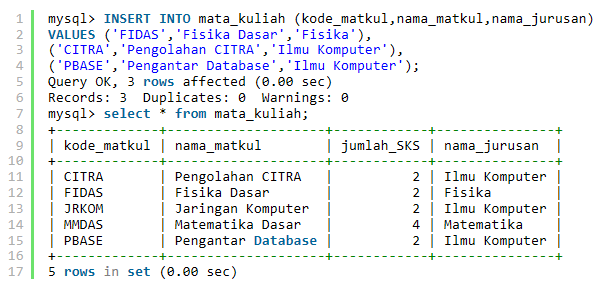 1 mysql> INSERT INTO mata_kuliah (kode_matkul,nama_matkul,nama_jurusan)
2 VALUES ('FIDAS','Fisika Dasar','Fisika'),
3 ('CITRA','Pengolahan CITRA','Ilmu Komputer'),
4 ('PBASE','Pengantar Database','Ilmu Komputer');
5 Query OK, 3 rows affected (0.00 sec)
6 Records: 3  Duplicates: 0  Warnings: 0
7 mysql> select * from mata_kuliah;
8 +-------------+--------------------+------------+---------------+
9 | kode_matkul | nama_matkul        | jumlah_SKS | nama_jurusan  |
10 +-------------+--------------------+------------+---------------+
11 | CITRA       | Pengolahan CITRA   |          2 | Ilmu Komputer |
12 | FIDAS       | Fisika Dasar       |          2 | Fisika        |
13 | JRKOM       | Jaringan Komputer  |          2 | Ilmu Komputer |
14 | MMDAS       | Matematika Dasar   |          4 | Matematika    |
15 | PBASE       | Pengantar Database |          2 | Ilmu Komputer |
16 +-------------+--------------------+------------+---------------+
17 5 rows in set (0.00 sec)